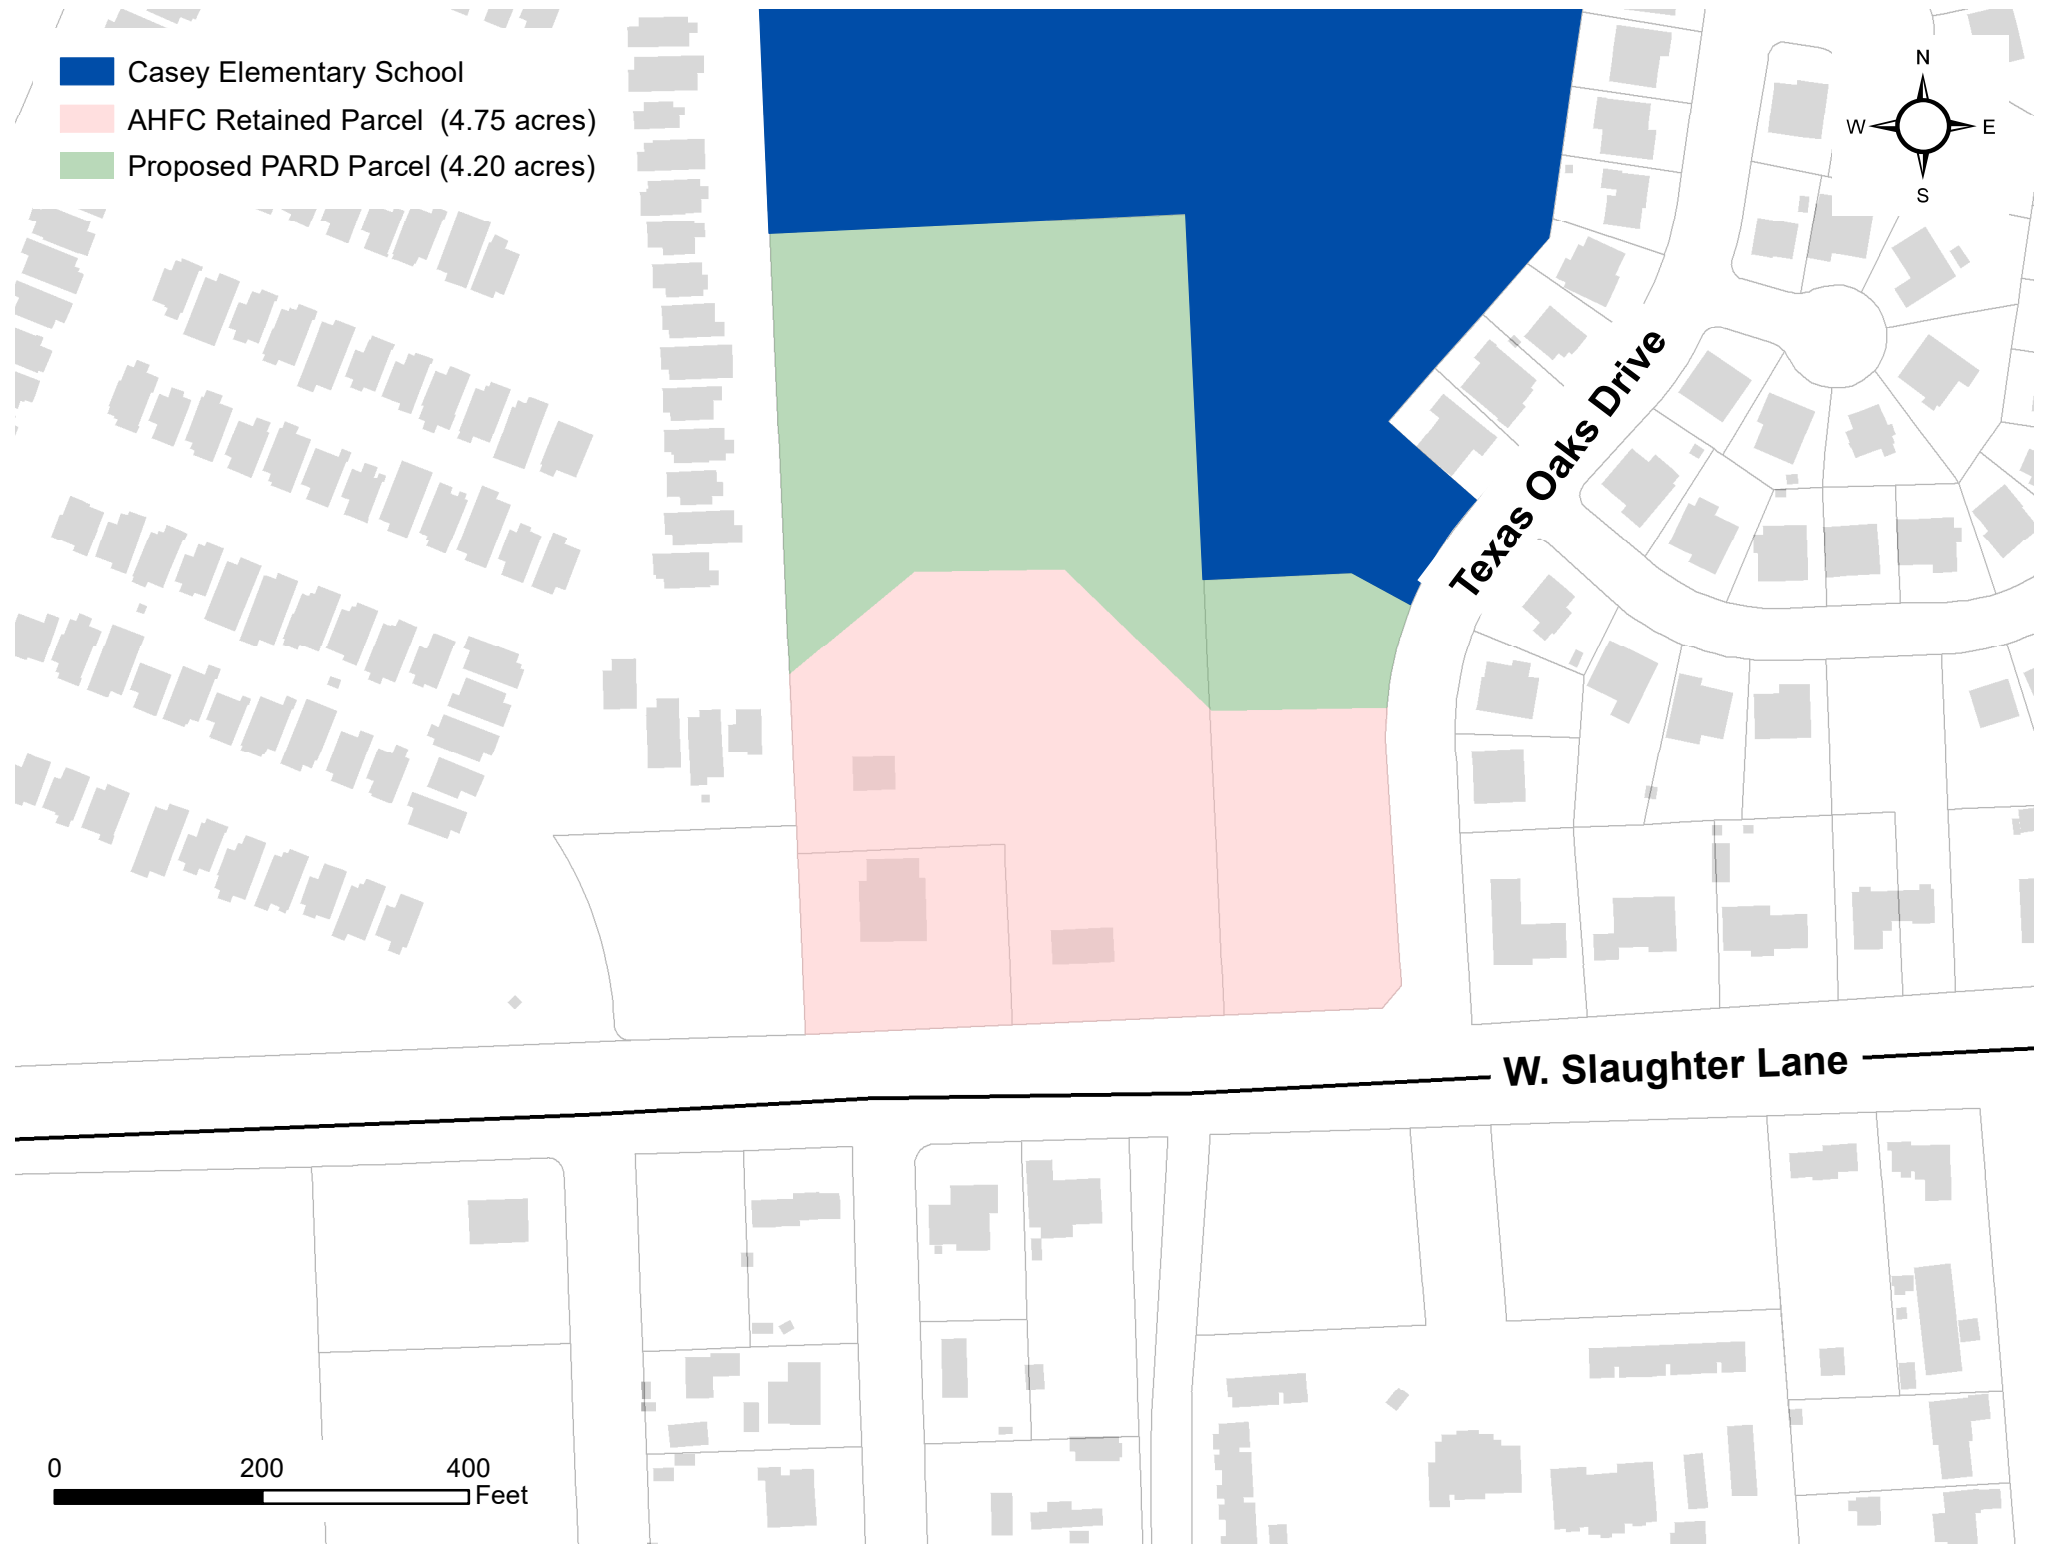 Casey Elementary School
AHFC Retained Parcel  (4.75 acres)
Proposed PARD Parcel (4.20 acres)
N
W E
S
Texas Oaks Drive
W. Slaughter Lane
0 200 400
Feet